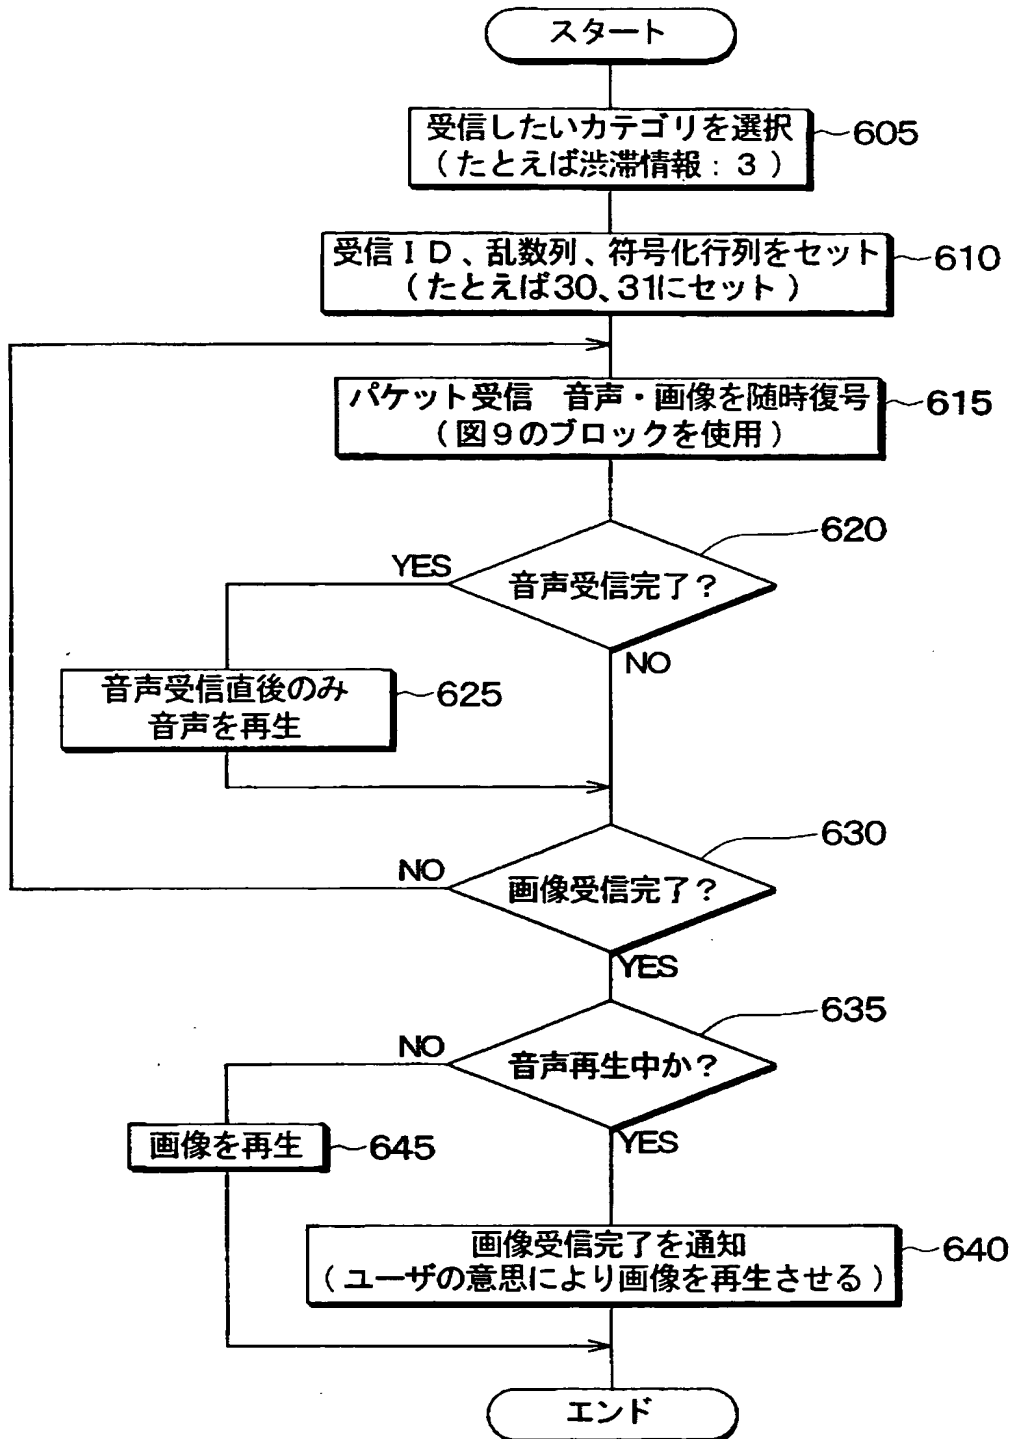 スタート
受信したいカテゴリを選択
(たとえば渋滞情報:3)
605
受信ID、乱数列、符号化行列をセット
(たとえば30、31にセット)
610
パケット受信 音声・画像を随時復号
(図9のブロックを使用)
615
620
YES
音声受信完了?
NO
音声受信直後のみ
音声を再生
625
630
NO
画像受信完了?
YES
635
NO
音声再生中か?
YES
画像を再生
645
画像受信完了を通知
(ユーザの意思により画像を再生させる)
640
エンド